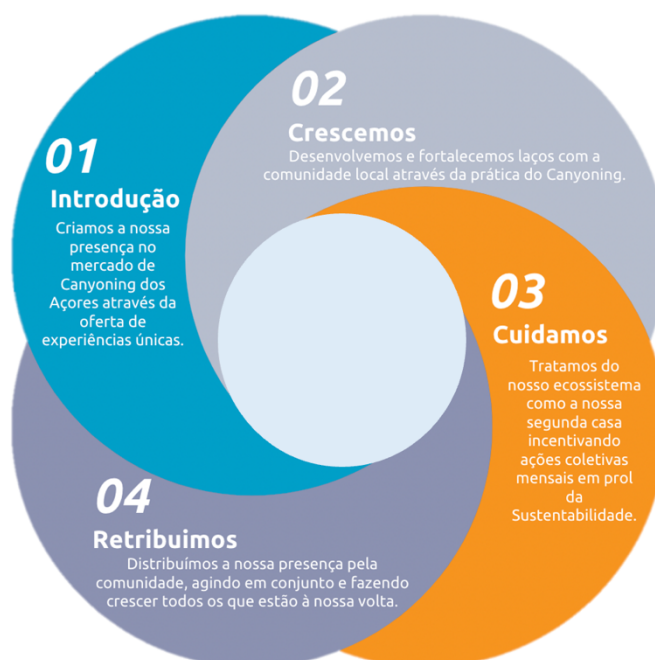 01
Introdução
Criamos a nossa
presença no
mercado de
Canyoning dos
Açores através da
oferta de
experiências únicas.
02
Crescemos
Desenvolvemos e fortalecemos laços com a
comunidade local através da prática do Canyoning.
03
Cuidamos
Tratamos do
nosso ecossistema
como a nossa
segunda casa
incentivando
ações coletivas
mensais em prol
da
Sustentabilidade.
04
Retribuimos
Distribuímos a nossa presença pela
comunidade, agindo em conjunto e fazendo
crescer todos os que estão à nossa volta.